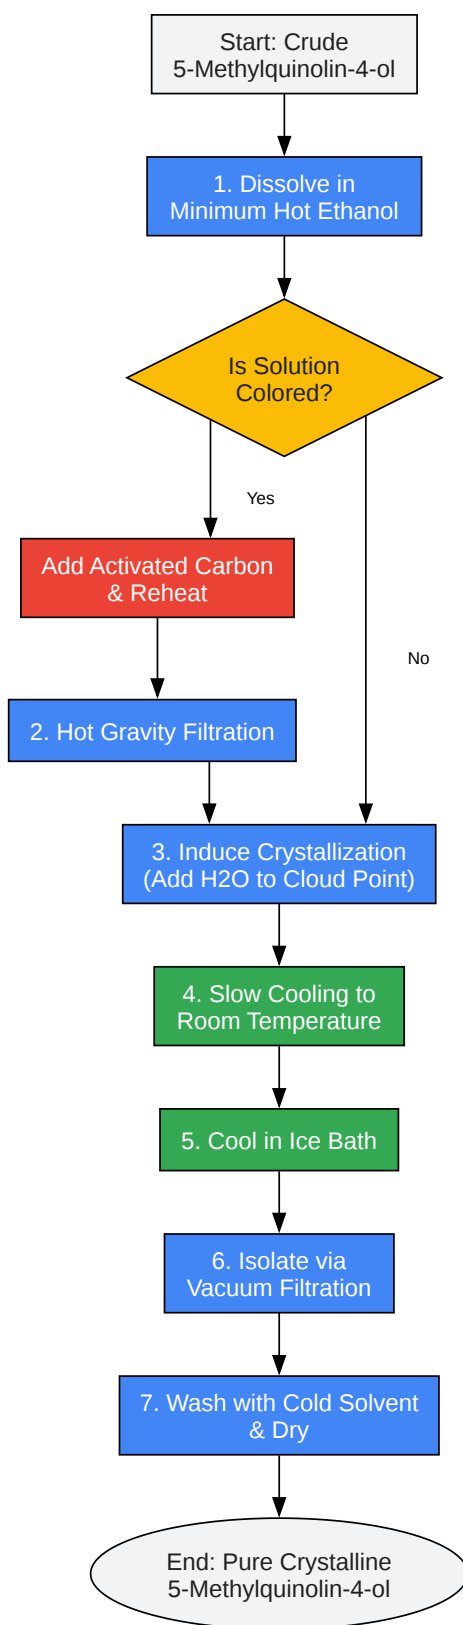 Start: Crude
5-Methylquinolin-4-ol
1. Dissolve in
Minimum Hot Ethanol
Is Solution
Colored?
Yes
Add Activated Carbon
& Reheat
No
2. Hot Gravity Filtration
3. Induce Crystallization
(Add H2O to Cloud Point)
4. Slow Cooling to
Room Temperature
5. Cool in Ice Bath
6. Isolate via
Vacuum Filtration
7. Wash with Cold Solvent
& Dry
End: Pure Crystalline
5-Methylquinolin-4-ol